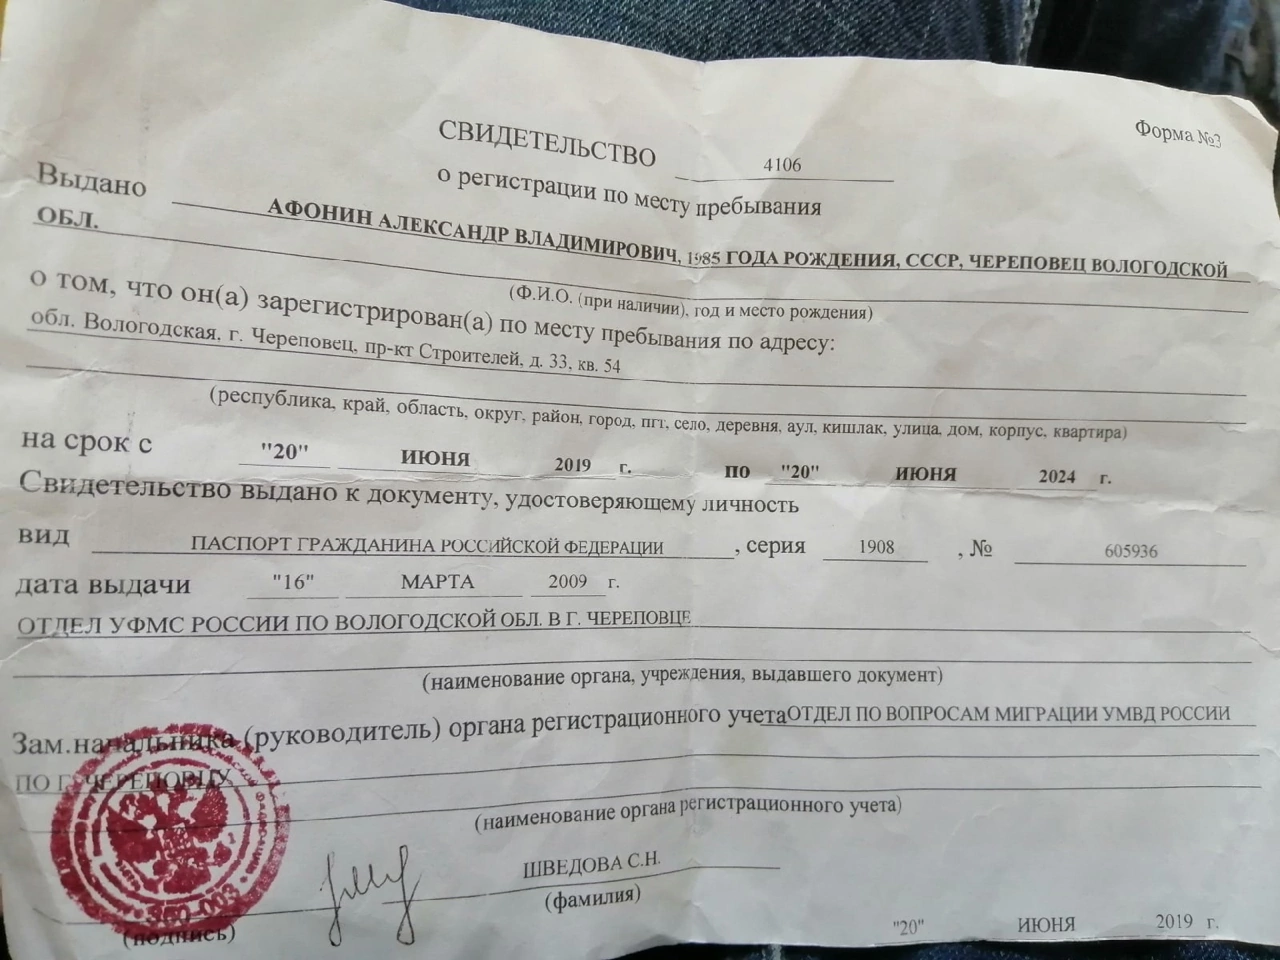 Форма №3
СВИДЕТЕЛЬСТВО 4106
о регистрации по месту пребывания
Выдано АФОНИН АЛЕКСАНДР ВЛАДИМИРОВИЧ, 1985 ГОДА РОЖДЕНИЯ, СССР, ЧЕРЕПОВЕЦ ВОЛОГОДСКОЙ
ОБЛ.
(Ф.И.О. (при наличии), год и место рождения)
о том, что он(а) зарегистрирован(а) по месту пребывания по адресу:
обл. Вологодская, г. Череповец, пр-кт Строителей, д. 33, кв. 54
(республика, край, область, округ, район, город, пгт, село, деревня, аул, кишлак, улица, дом, корпус, квартира)
на срок с "20" ИЮНЯ 2019 г. по "20" ИЮНЯ 2024 г.
Свидетельство выдано к документу, удостоверяющему личность
вид ПАСПОРТ ГРАЖДАНИНА РОССИЙСКОЙ ФЕДЕРАЦИИ , серия 1908 , № 605936
дата выдачи "16" МАРТА 2009 г.
ОТДЕЛ УФМС РОССИИ ПО ВОЛОГОДСКОЙ ОБЛ. В Г. ЧЕРЕПОВЦЕ
(наименование органа, учреждения, выдавшего документ)
Зам.начальника (руководитель) органа регистрационного учетаОТДЕЛ ПО ВОПРОСАМ МИГРАЦИИ УМВД РОССИИ
ПО Г. ЧЕРЕПОВЦУ
(наименование органа регистрационного учета)
ШВЕДОВА С.Н.
(подпись) (фамилия)
"20" ИЮНЯ 2019 г.